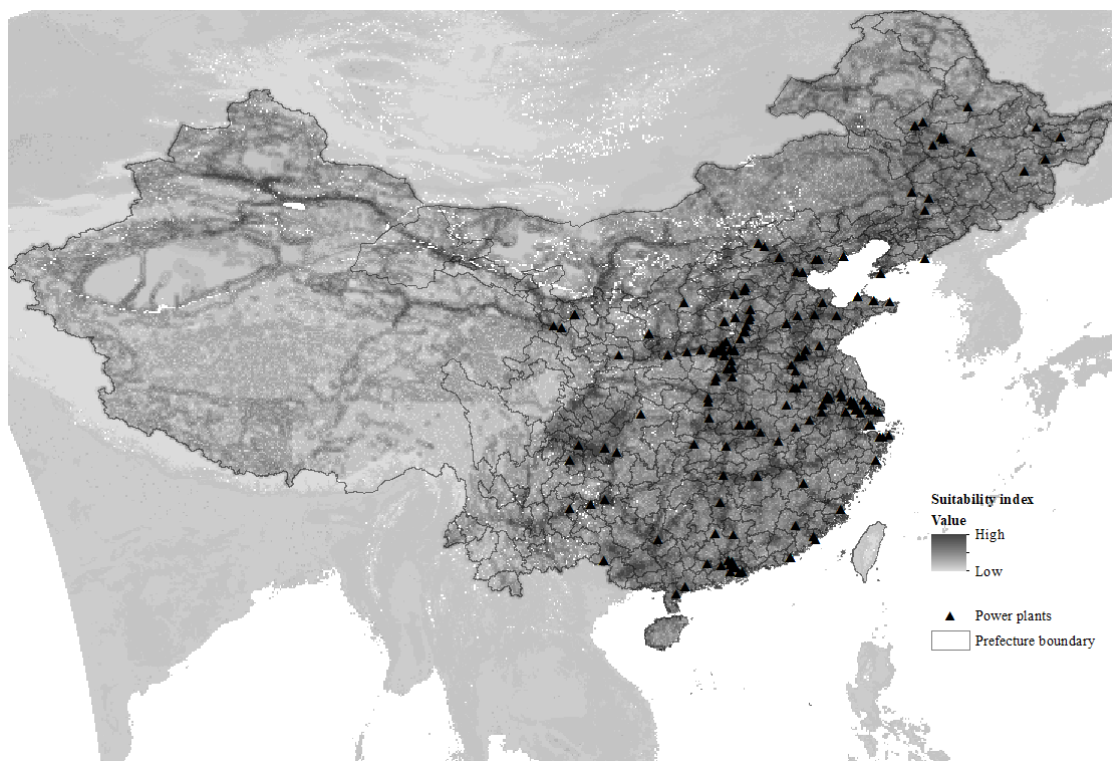 Suitability index
Value
High
Low
Power plants
Prefecture boundary